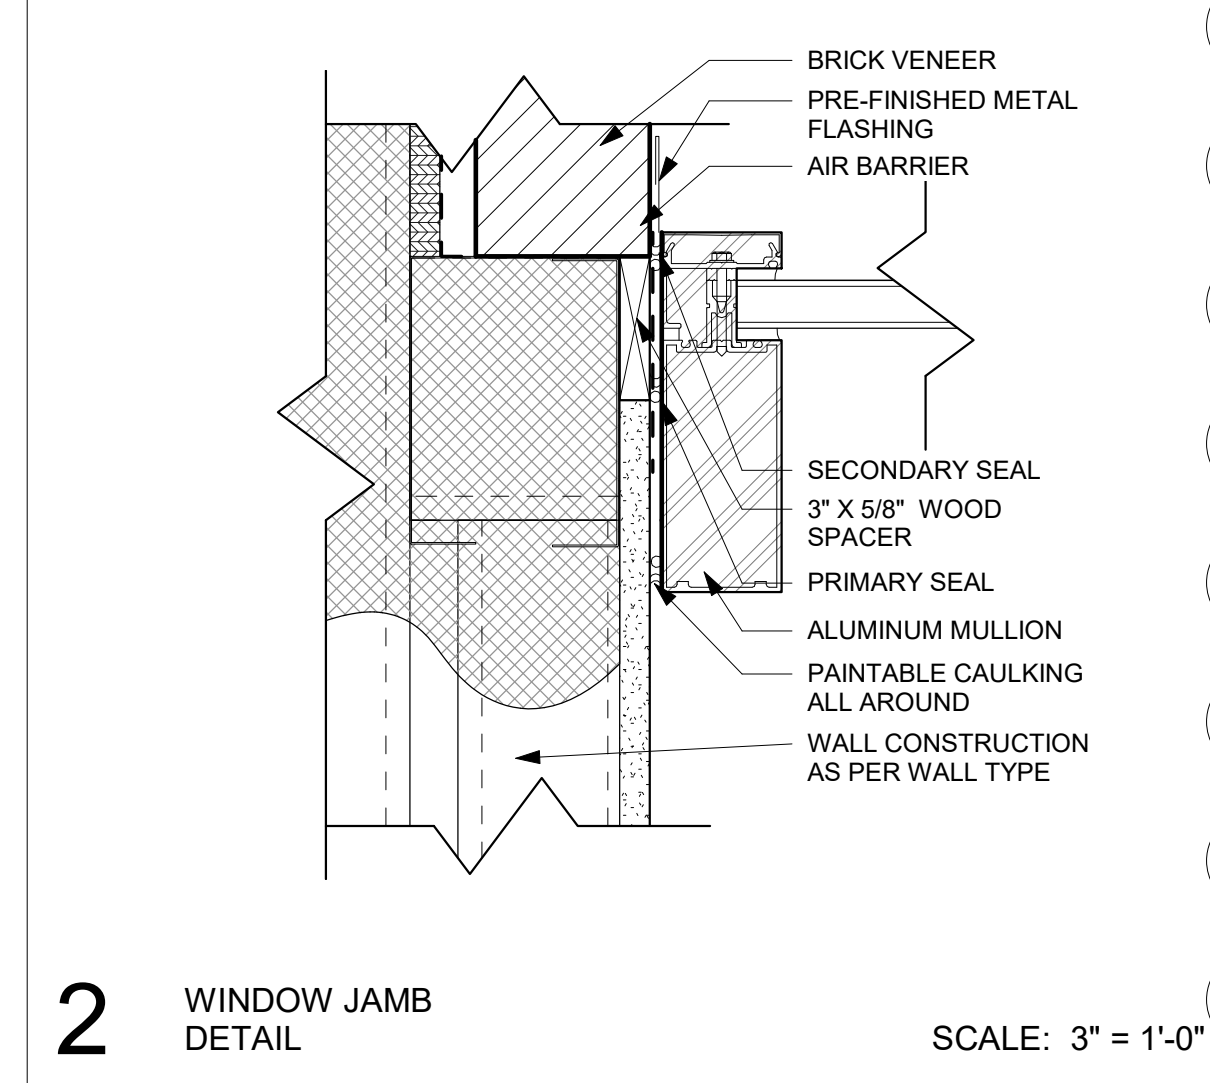 BRICK VENEER
PRE-FINISHED METAL
FLASHING
AIR BARRIER
SECONDARY SEAL
3" X 5/8" WOOD
SPACER
PRIMARY SEAL
ALUMINUM MULLION
PAINTABLE CAULKING
ALL AROUND
WALL CONSTRUCTION
AS PER WALL TYPE
2
WINDOW JAMB
DETAIL
SCALE: 3" = 1'-0"